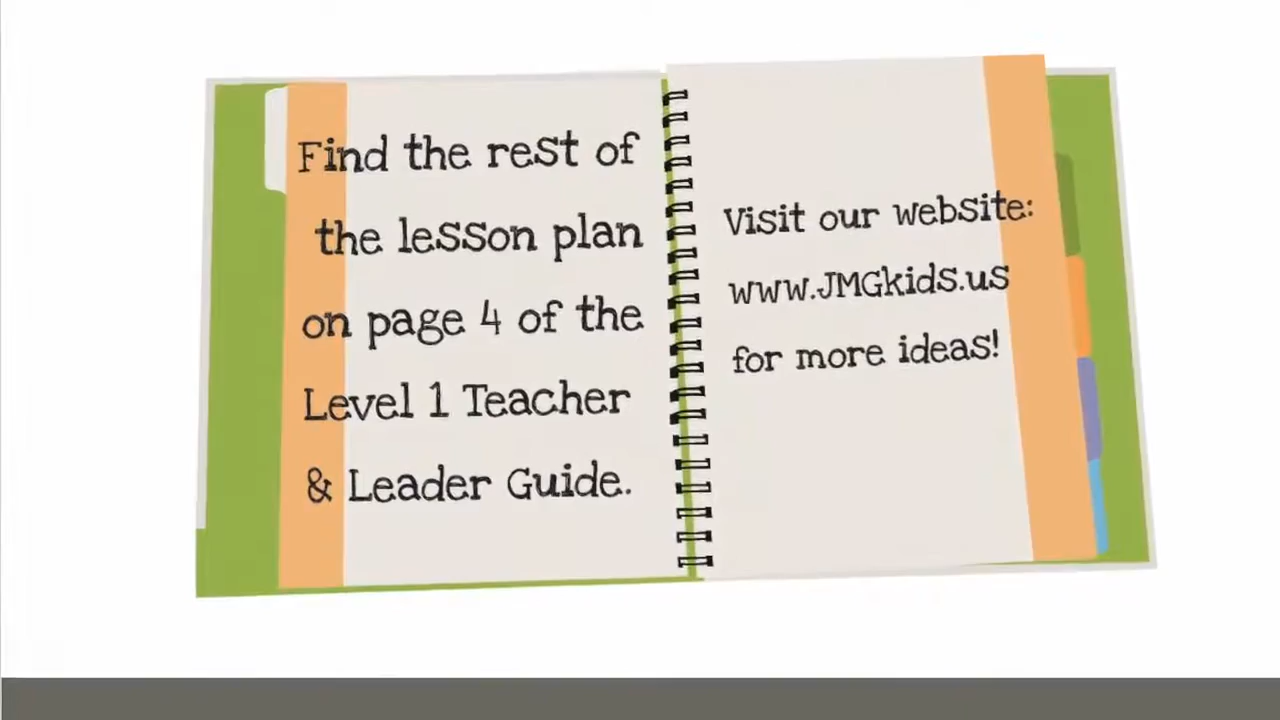 Find the rest of
the lesson plan
on page 4 of the
Level 1 Teacher
& Leader Guide.
Visit our website:
www.JMGkids.us
for more ideas!